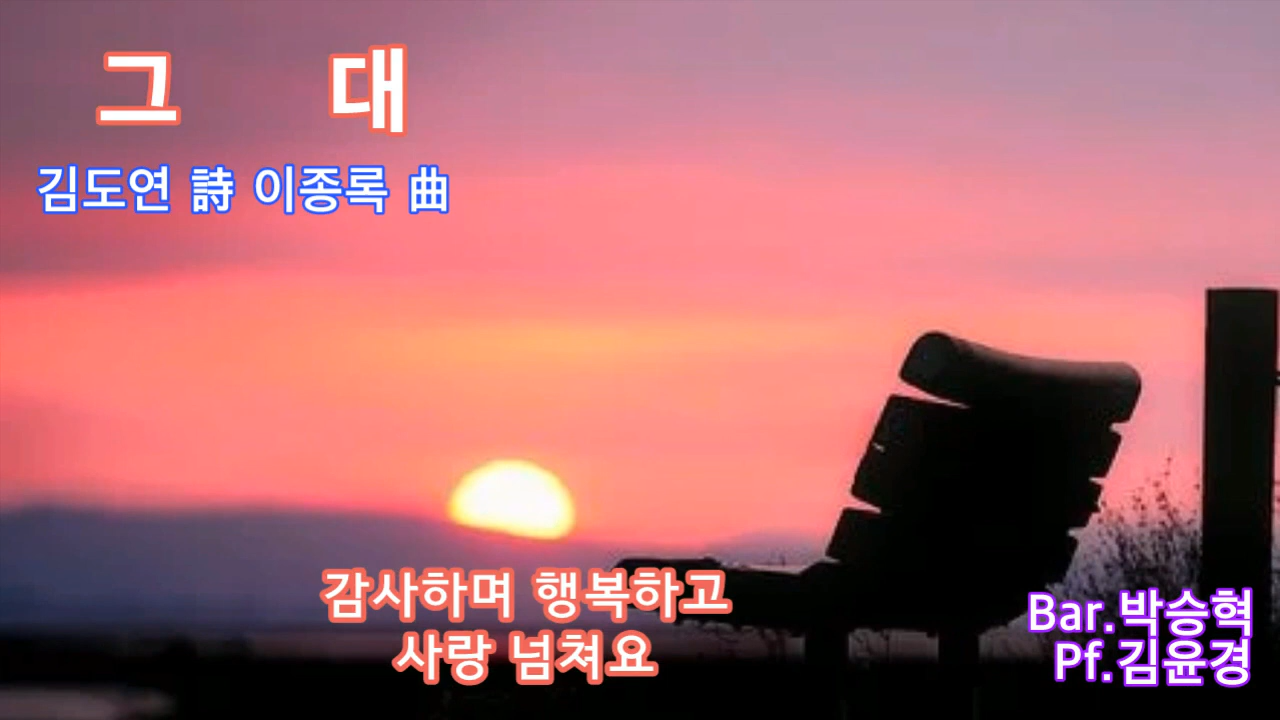 그 대
김도연 詩 이종록 曲
감사하며 행복하고
사랑 넘쳐요
Bar.박승혁
Pf.김윤경